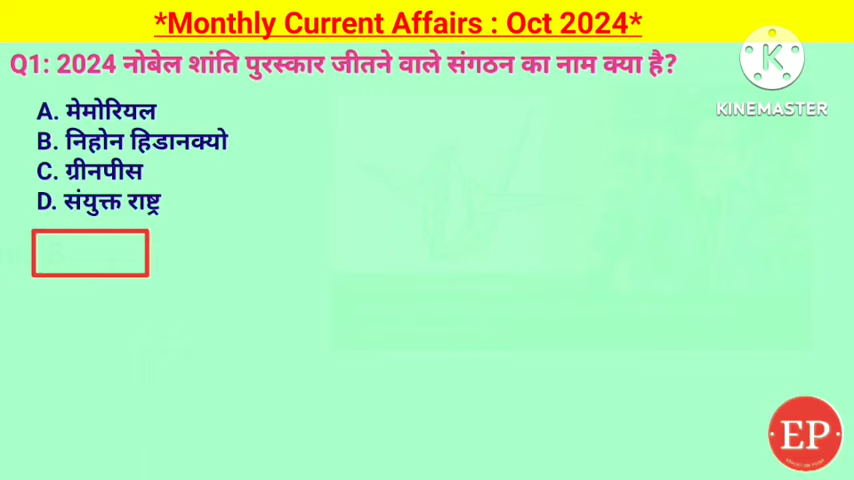 *Monthly Current Affairs : Oct 2024*
Q1: 2024 नोबेल शांति पुरस्कार जीतने वाले संगठन का नाम क्या है?
K
KINEMASTER
A. मेमोरियल
B. निहोन हिडानक्यो
C. ग्रीनपीस
D. संयुक्त राष्ट्र
EP